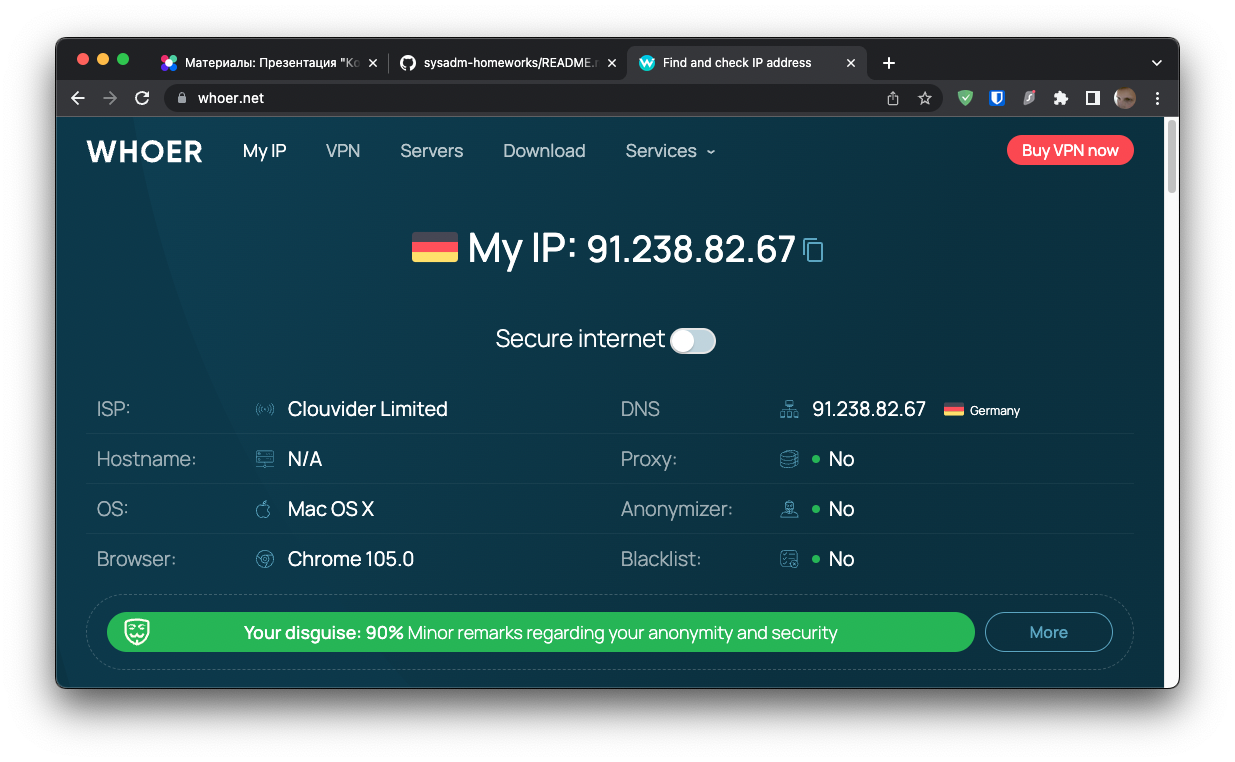 Материалы: Презентация "Ко
sysadm-homeworks/README.r
Find and check IP address
whoer.net
WHOER
My IP
VPN
Servers
Download
Services
Buy VPN now
My IP: 91.238.82.67
Secure internet
ISP: Clouvider Limited
DNS 91.238.82.67 Germany
Hostname: N/A
Proxy: No
OS: Mac OS X
Anonymizer: No
Browser: Chrome 105.0
Blacklist: No
Your disguise: 90% Minor remarks regarding your anonymity and security
More